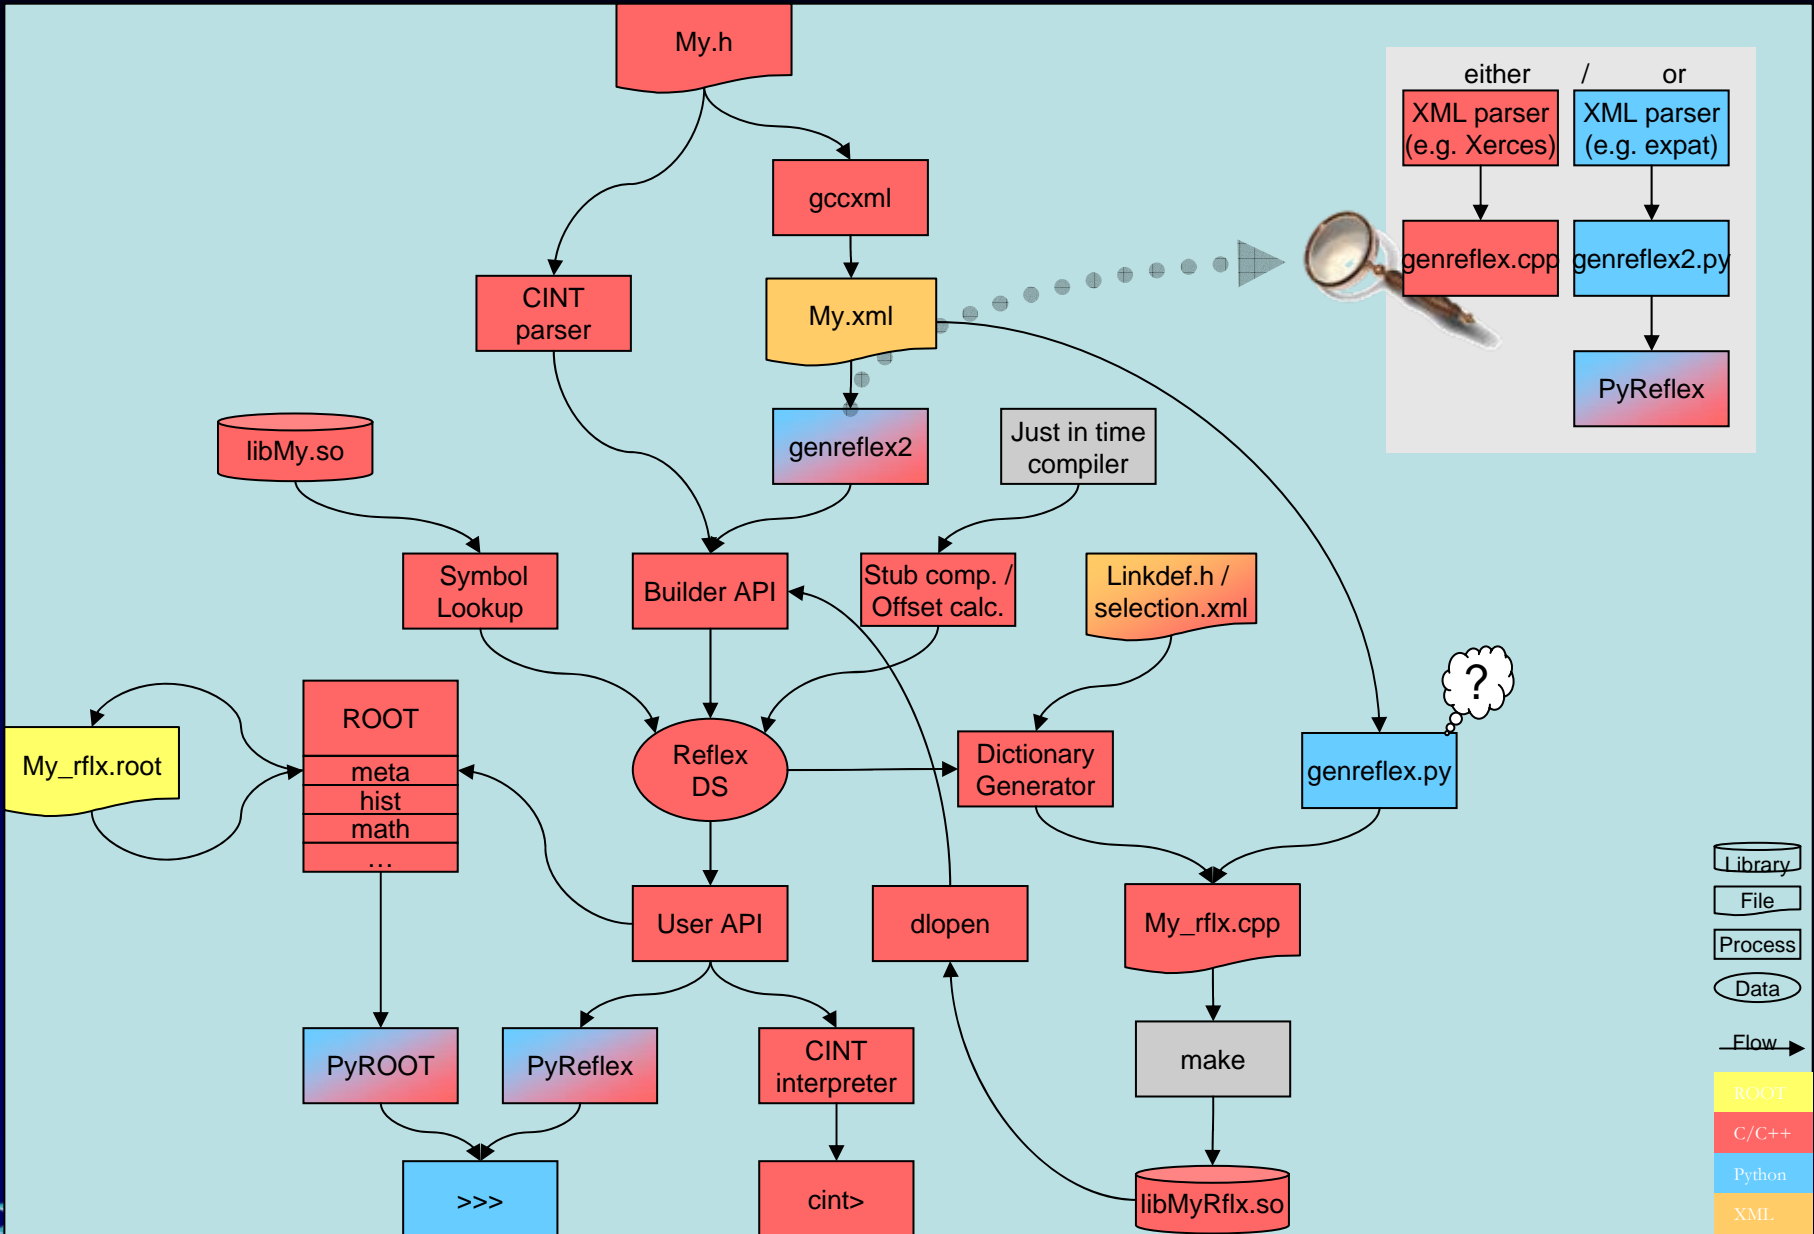 My.h
either / or
XML parser
(e.g. Xerces)
XML parser
(e.g. expat)
gccxml
genreflex.cpp
genreflex2.py
CINT
parser
My.xml
PyReflex
libMy.so
genreflex2
Just in time
compiler
Symbol
Lookup
Builder API
Stub comp. /
Offset calc.
Linkdef.h /
selection.xml
?
ROOT
meta
hist
math
...
My_rflx.root
Reflex
DS
Dictionary
Generator
genreflex.py
User API
dlopen
My_rflx.cpp
Library
File
Process
Data
Flow
PyROOT
PyReflex
CINT
interpreter
make
ROOT
C/C++
Python
XML
>>>
cint>
libMyRflx.so